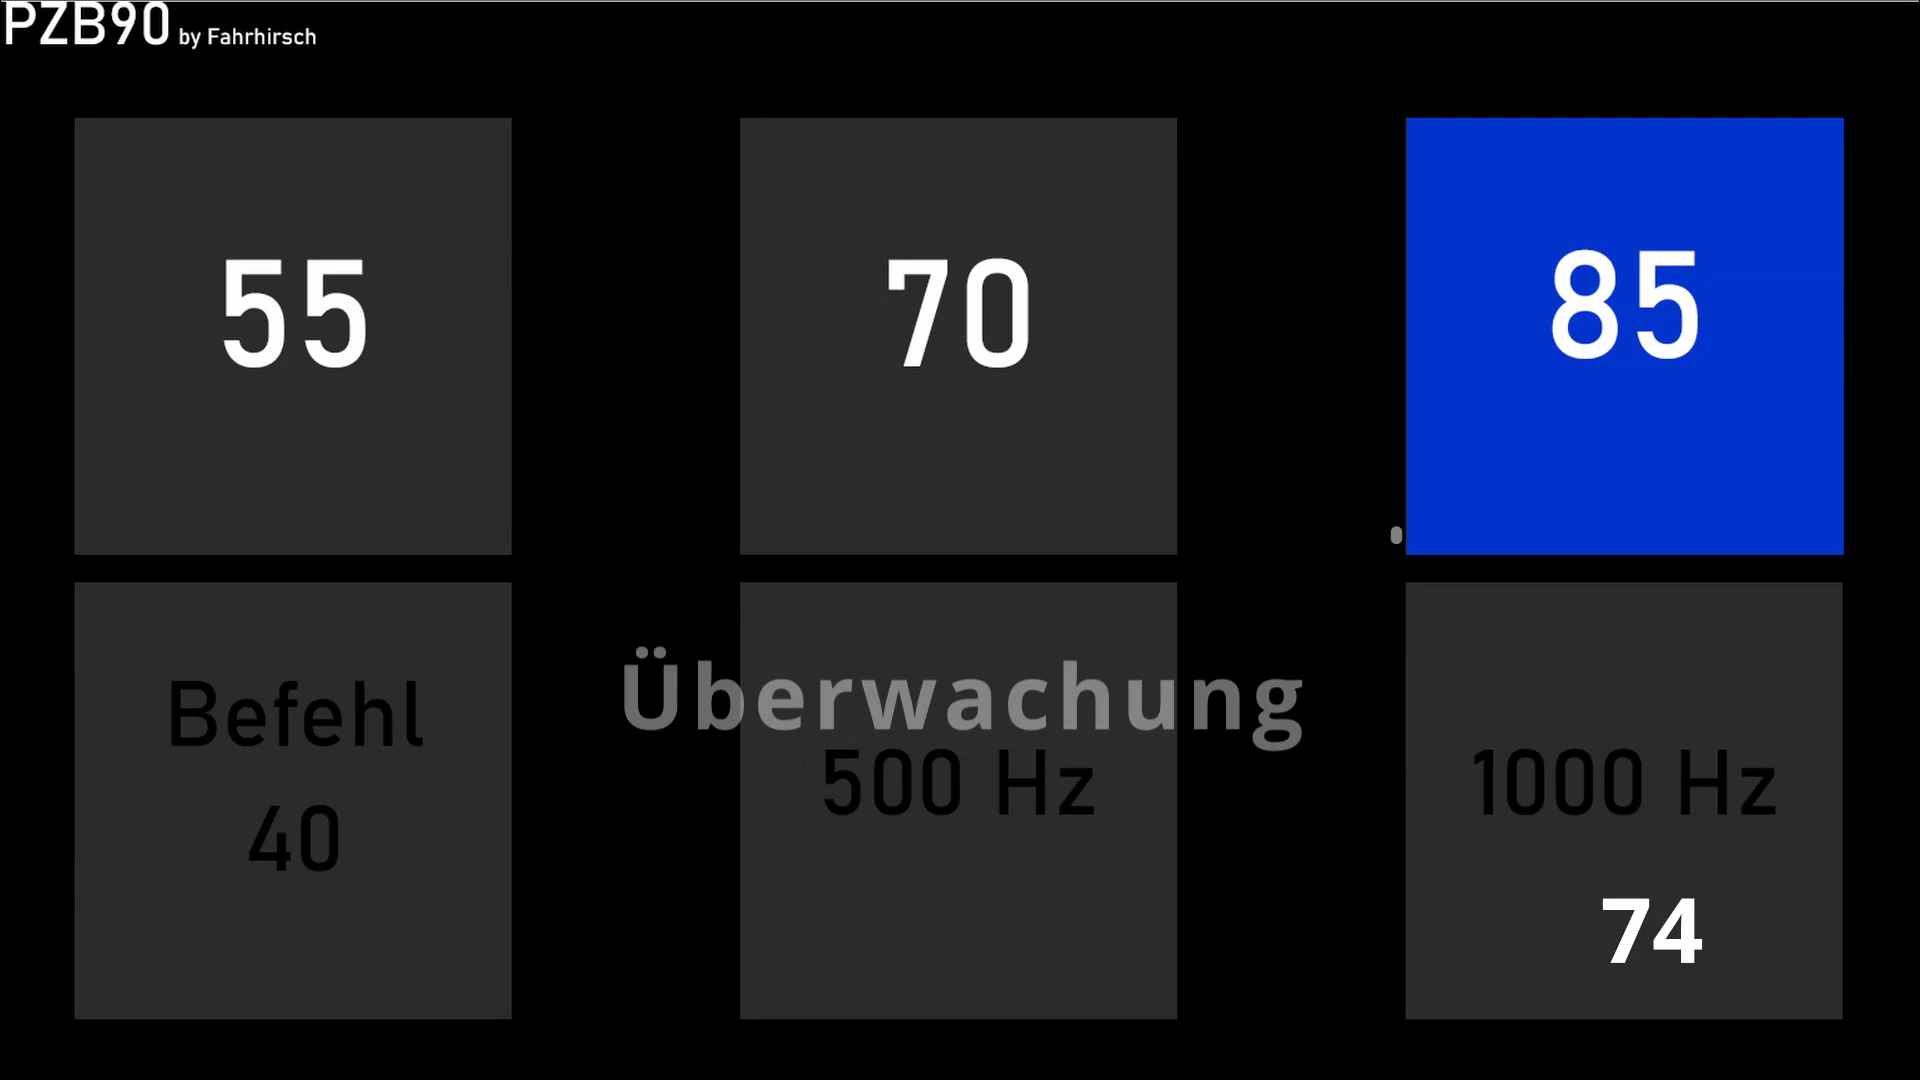 PZB90 by Fahrhirsch
55
70
85
Überwachung
Befehl
40
500 Hz
1000 Hz
74